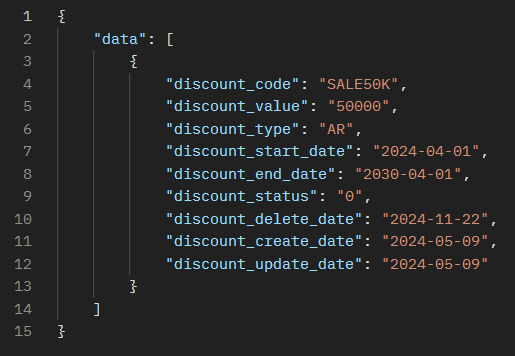 1 {
2 "data": [
3 {
4 "discount_code": "SALE50K",
5 "discount_value": "50000",
6 "discount_type": "AR",
7 "discount_start_date": "2024-04-01",
8 "discount_end_date": "2030-04-01",
9 "discount_status": "0",
10 "discount_delete_date": "2024-11-22",
11 "discount_create_date": "2024-05-09",
12 "discount_update_date": "2024-05-09"
13 }
14 ]
15 }